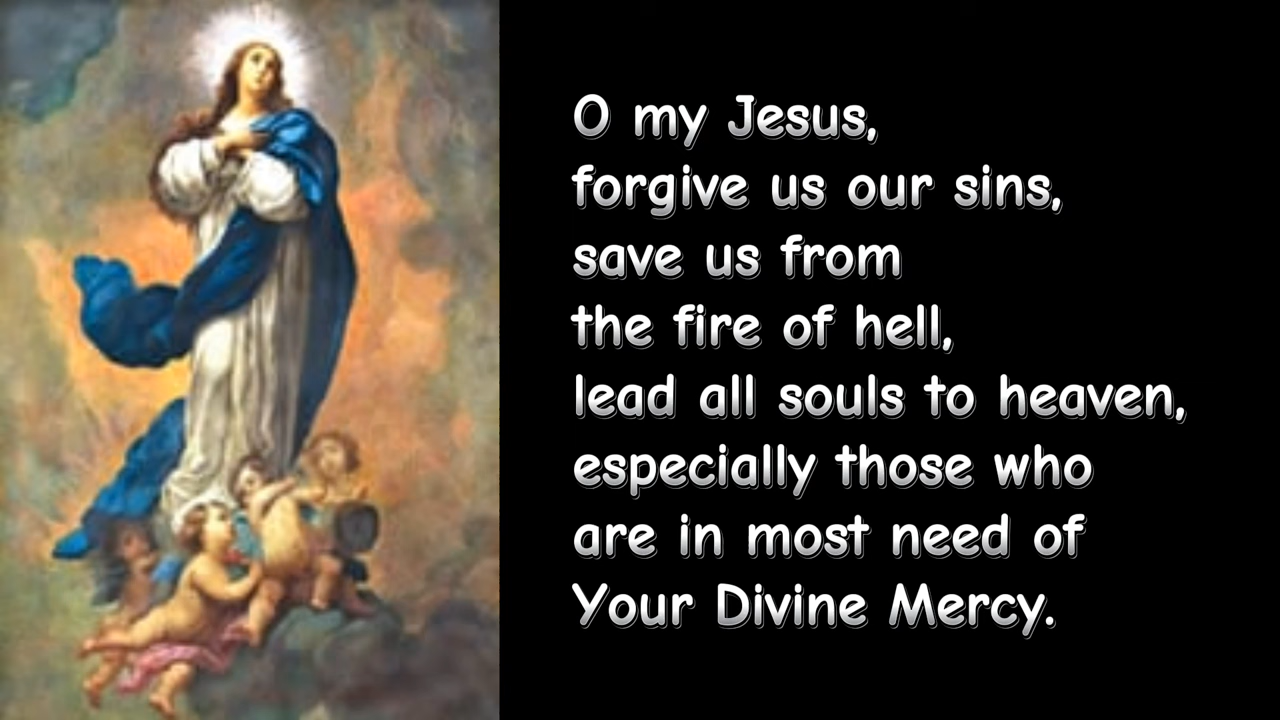 O my Jesus,
forgive us our sins,
save us from
the fire of hell,
lead all souls to heaven,
especially those who
are in most need of
Your Divine Mercy.